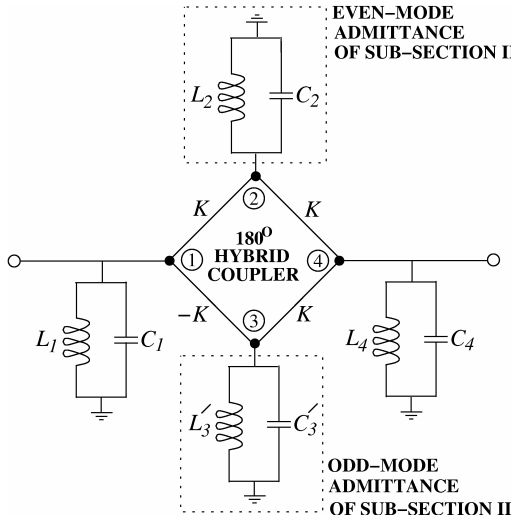 EVEN−MODE
ADMITTANCE
OF SUB−SECTION II
L2
C2
K
2
K
180O
HYBRID
COUPLER
1
4
−K
3
K
L1
C1
L4
C4
L3′
C3′
ODD−MODE
ADMITTANCE
OF SUB−SECTION II